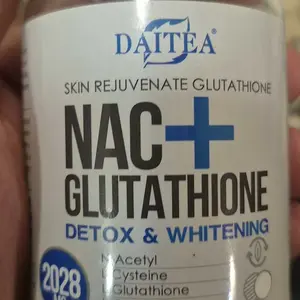 DAITEA®
SKIN REJUVENATE GLUTATHIONE
NAC+
GLUTATHIONE
DETOX & WHITENING
N-Acetyl
Cysteine
2028
Glutathione